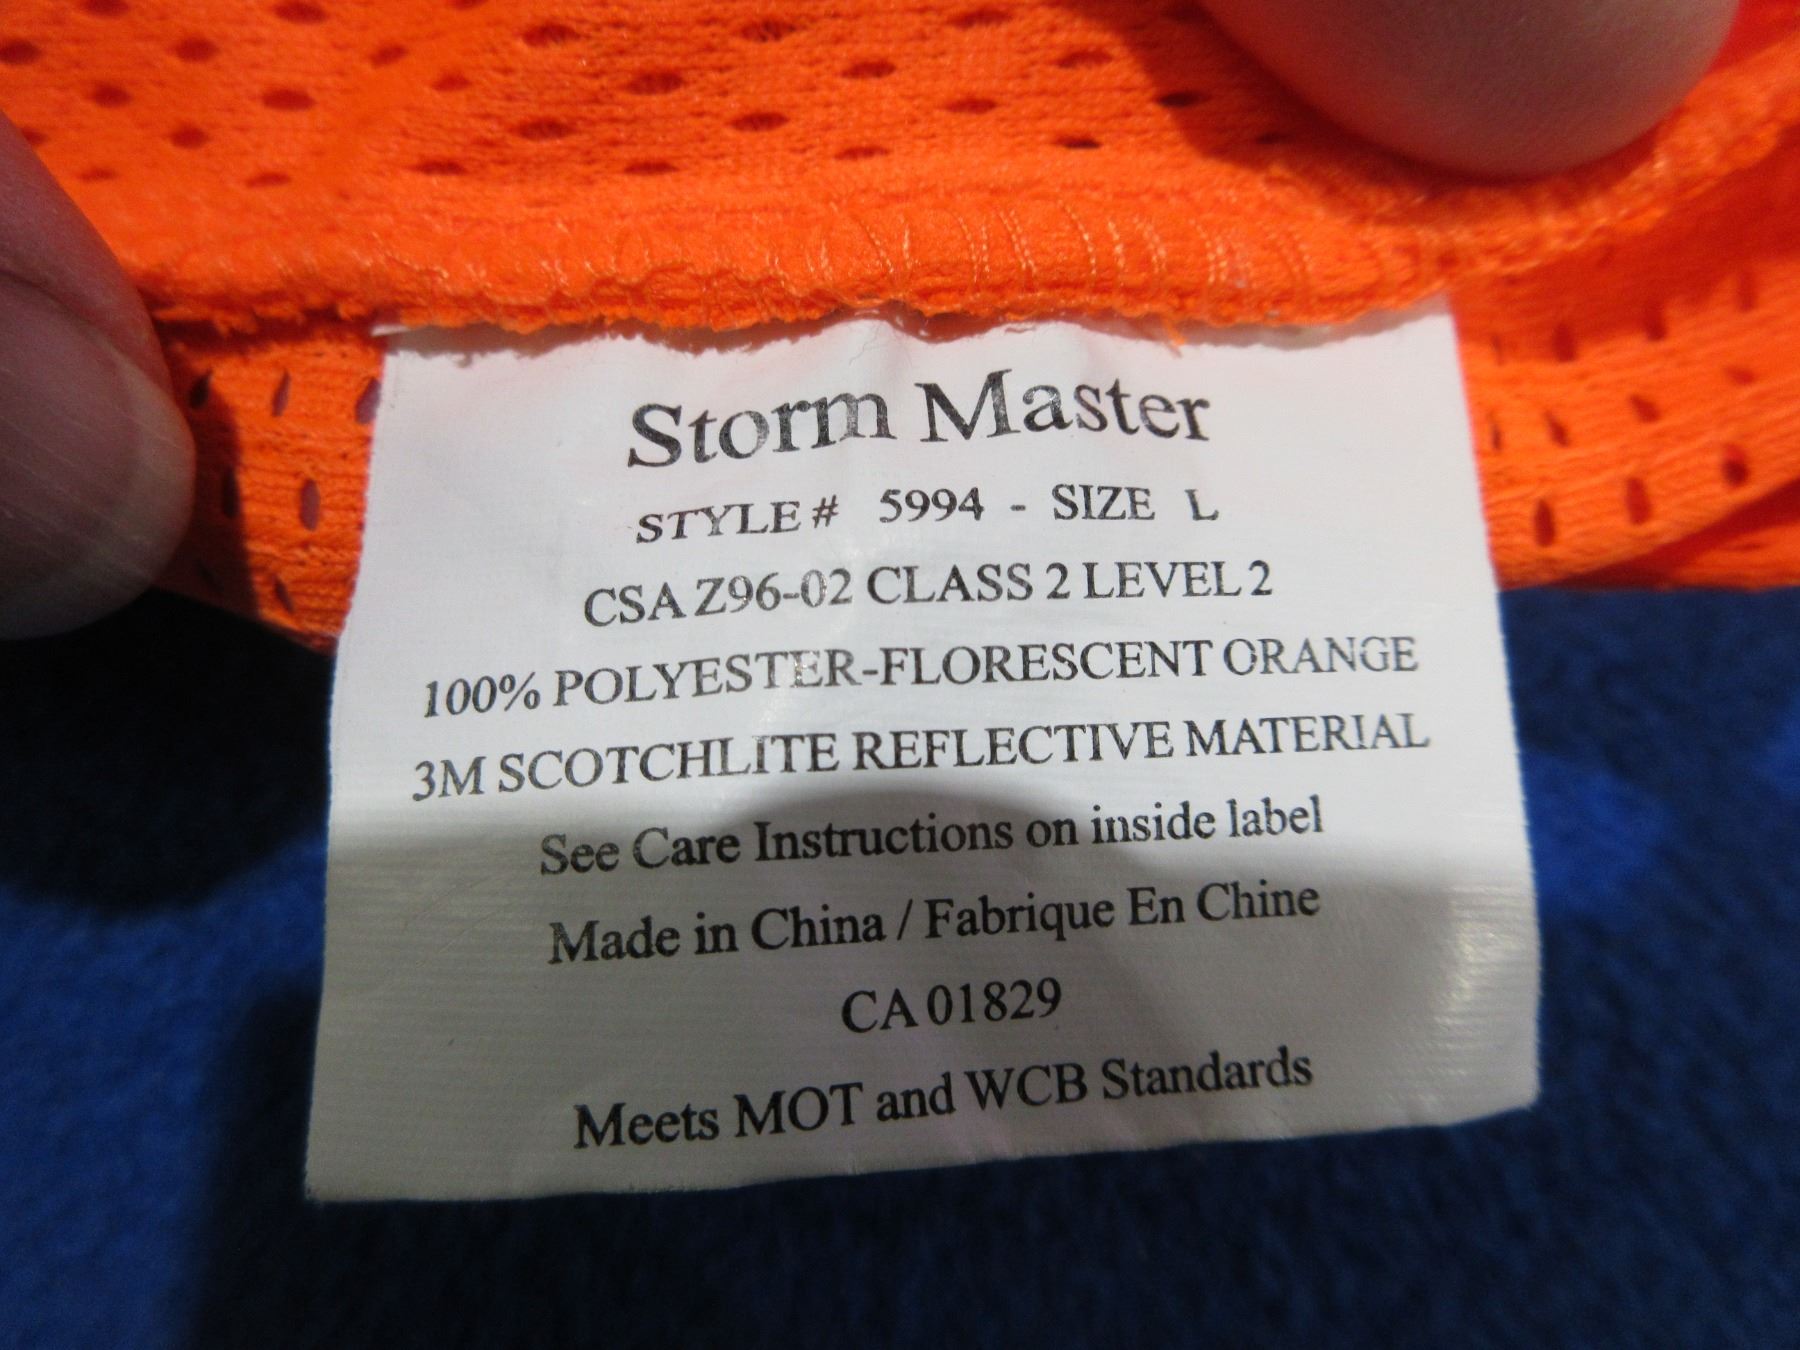 Storm Master
STYLE# 5994 - SIZE L
CSA Z96-02 CLASS 2 LEVEL 2
100% POLYESTER-FLORESCENT ORANGE
3M SCOTCHLITE REFLECTIVE MATERIAL
See Care Instructions on inside label
Made in China / Fabrique En Chine
CA 01829
Meets MOT and WCB Standards